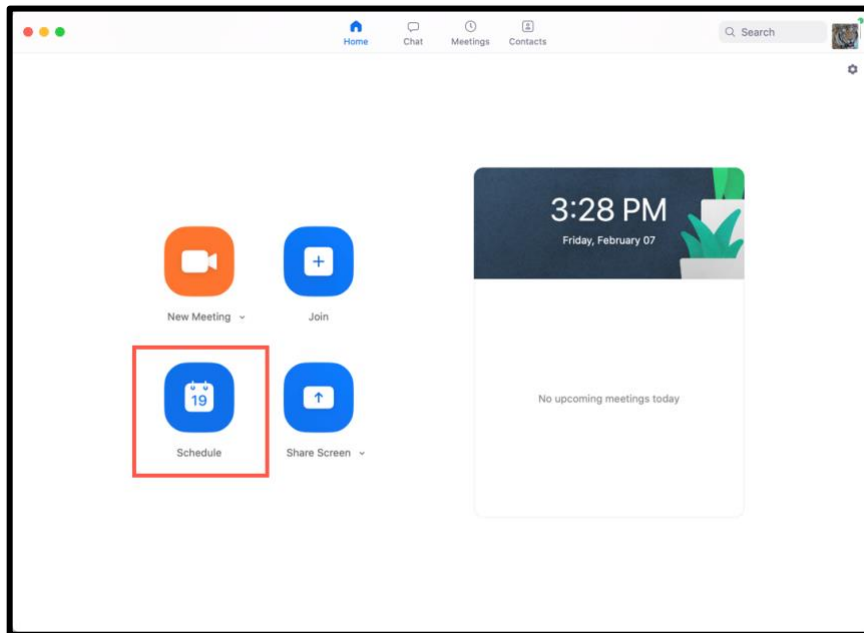 Home
Chat
Meetings
Contacts
Search
3:28 PM
Friday, February 07
New Meeting
Join
19
Schedule
Share Screen
No upcoming meetings today